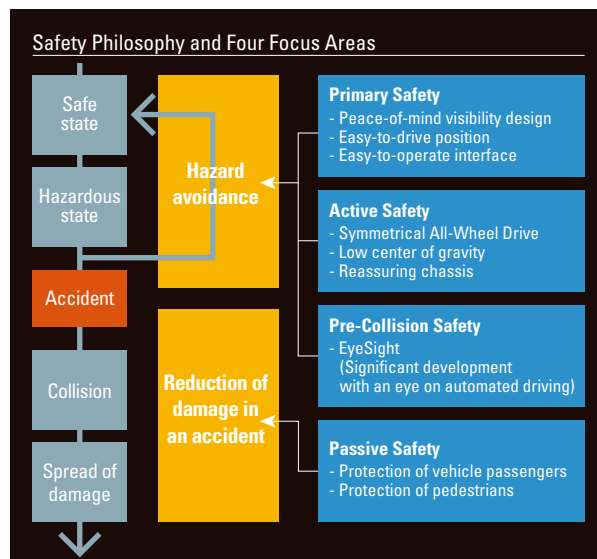 Safety Philosophy and Four Focus Areas
Safe
state
Hazardous
state
Accident
Collision
Spread of
damage
Hazard
avoidance
Reduction of
damage in
an accident
Primary Safety
- Peace-of-mind visibility design
- Easy-to-drive position
- Easy-to-operate interface
Active Safety
- Symmetrical All-Wheel Drive
- Low center of gravity
- Reassuring chassis
Pre-Collision Safety
- EyeSight
(Significant development
with an eye on automated driving)
Passive Safety
- Protection of vehicle passengers
- Protection of pedestrians